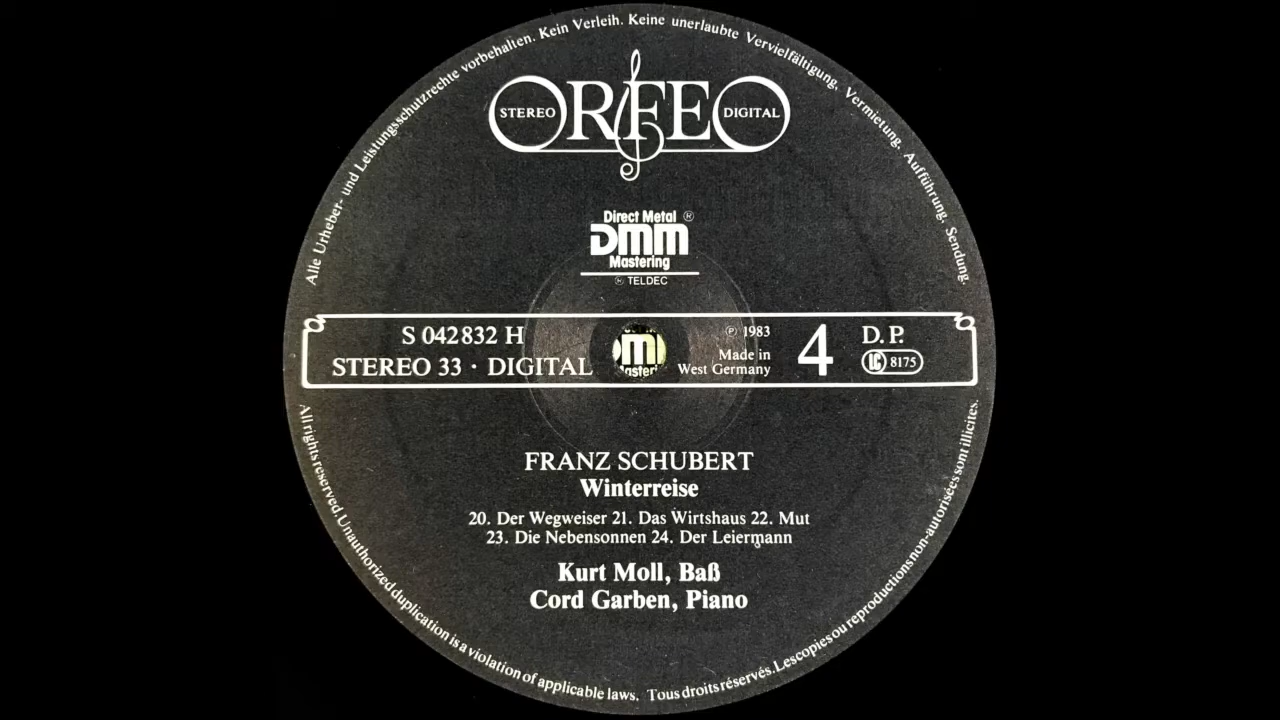 Alle Urheber- und Leistungsschutzrechte vorbehalten. Kein Verleih. Keine unerlaubte Vervielfältigung, Vermietung, Aufführung, Sendung.
STEREO ORFEO DIGITAL
Direct Metal ®
DMM
Mastering
Ⓗ TELDEC
S 042832 H
STEREO 33 · DIGITAL
℗ 1983
Made in
West Germany
4
D. P.
LC 8175
FRANZ SCHUBERT
Winterreise
20. Der Wegweiser 21. Das Wirtshaus 22. Mut
23. Die Nebensonnen 24. Der Leiermann
Kurt Moll, Baß
Cord Garben, Piano
All rights reserved. Unauthorized duplication is a violation of applicable laws. Tous droits réservés. Les copies ou reproductions non-autorisées sont illicites.